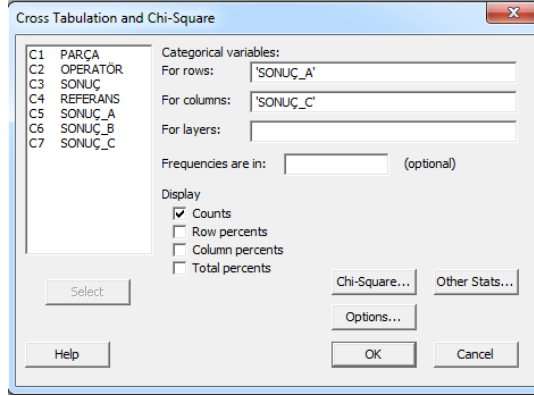 Cross Tabulation and Chi-Square
C1 PARÇA
C2 OPERATÖR
C3 SONUÇ
C4 REFERANS
C5 SONUÇ_A
C6 SONUÇ_B
C7 SONUÇ_C
Categorical variables:
For rows: 'SONUÇ_A'
For columns: 'SONUÇ_C'
For layers:
Frequencies are in: (optional)
Display
Counts
Row percents
Column percents
Total percents
Select
Chi-Square... Other Stats...
Options...
Help OK Cancel